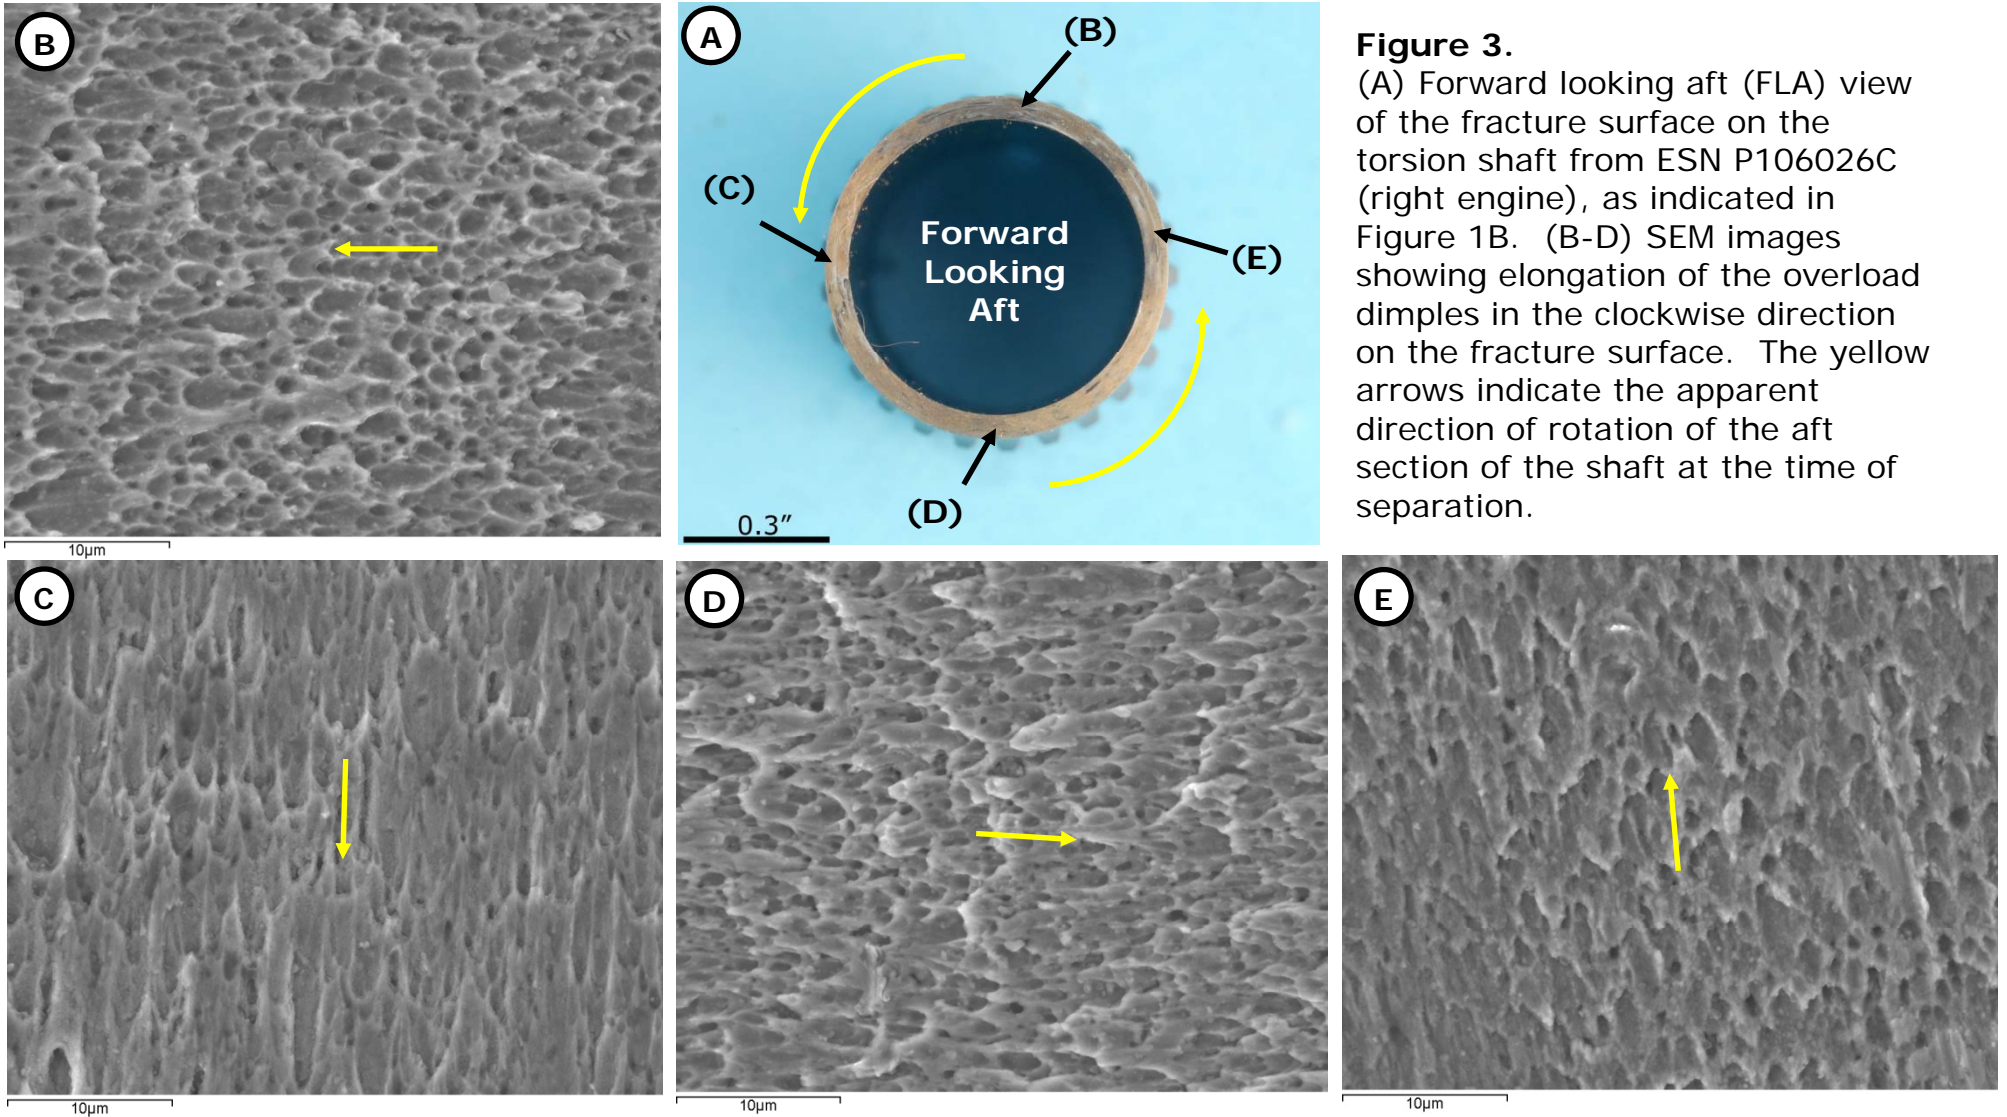 B
A
(B)
(C)
(E)
(D)
Forward
Looking
Aft
0.3”
10µm
Figure 3.
(A) Forward looking aft (FLA) view
of the fracture surface on the
torsion shaft from ESN P106026C
(right engine), as indicated in
Figure 1B. (B-D) SEM images
showing elongation of the overload
dimples in the clockwise direction
on the fracture surface. The yellow
arrows indicate the apparent
direction of rotation of the aft
section of the shaft at the time of
separation.
C
10µm
D
10µm
E
10µm